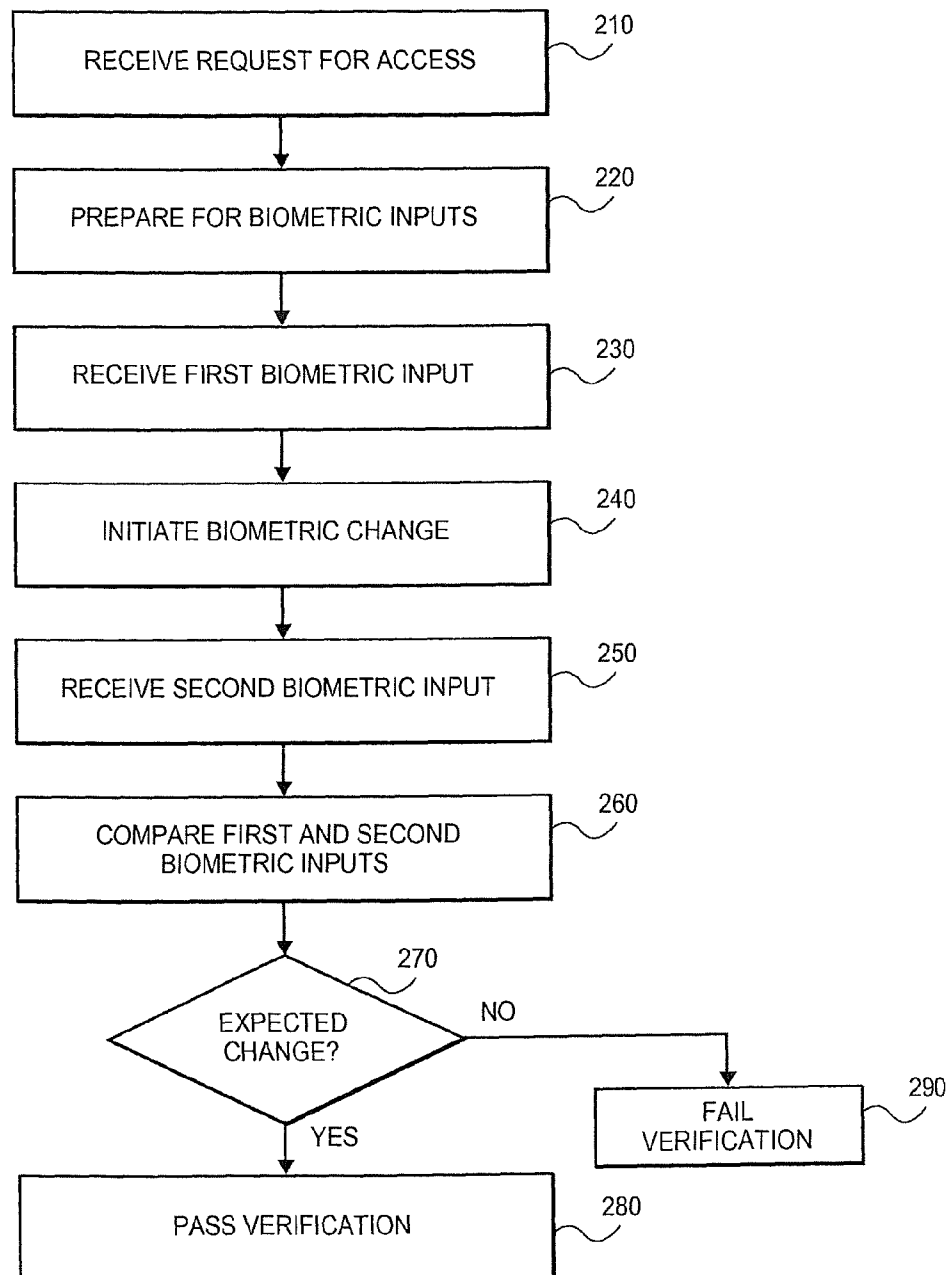 210
RECEIVE REQUEST FOR ACCESS
220
PREPARE FOR BIOMETRIC INPUTS
230
RECEIVE FIRST BIOMETRIC INPUT
240
INITIATE BIOMETRIC CHANGE
250
RECEIVE SECOND BIOMETRIC INPUT
260
COMPARE FIRST AND SECOND
BIOMETRIC INPUTS
270
EXPECTED
CHANGE?
NO
290
FAIL
VERIFICATION
YES
280
PASS VERIFICATION